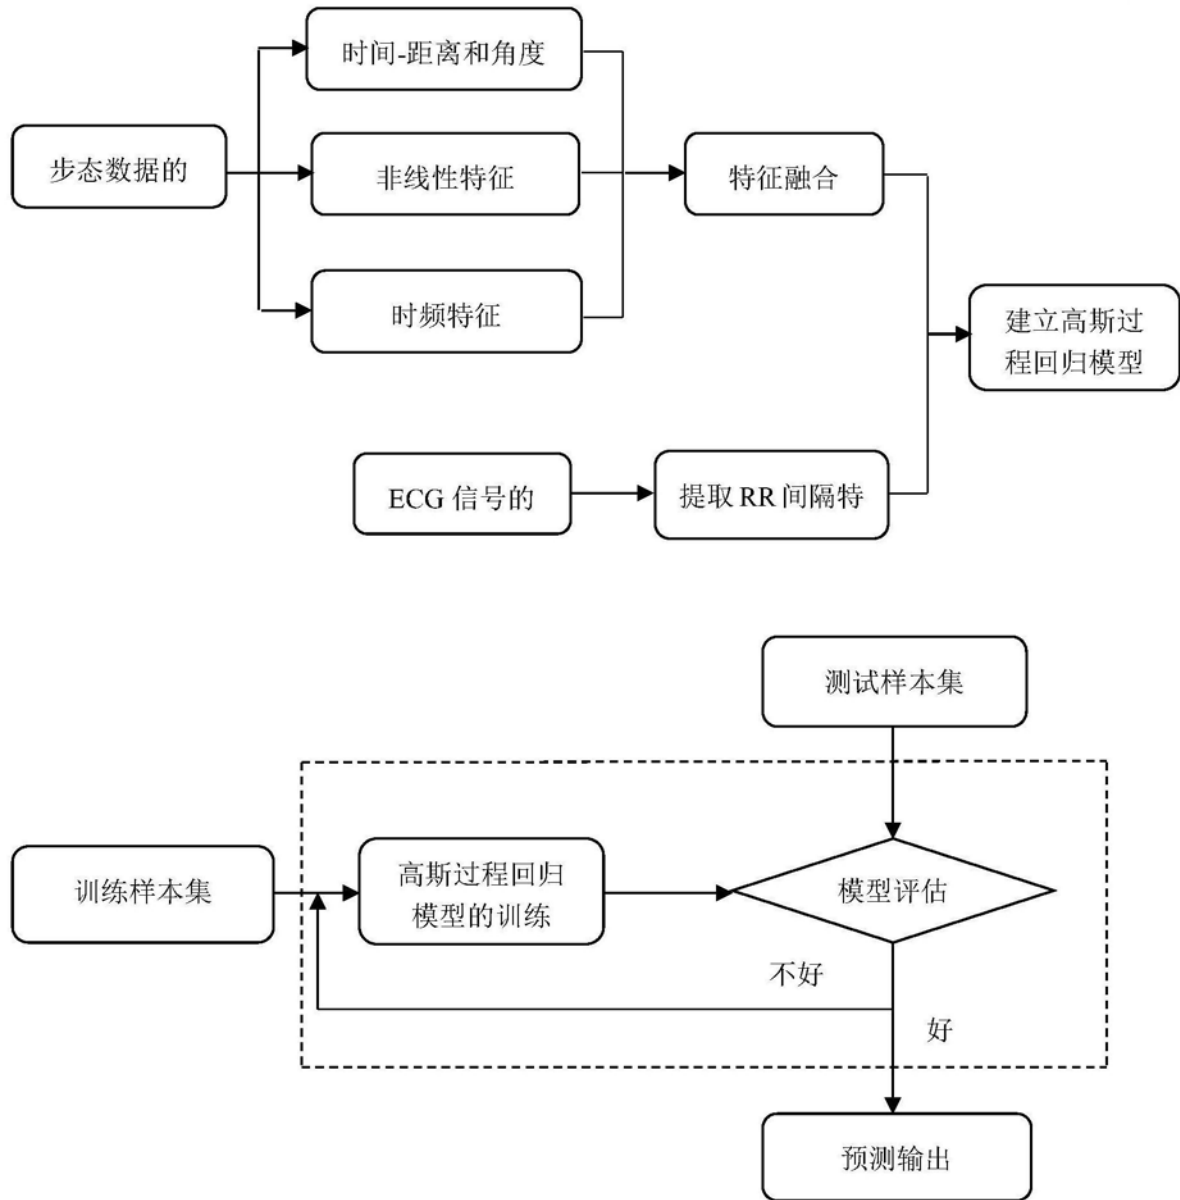 时间-距离和角度
步态数据的
非线性特征
特征融合
时频特征
建立高斯过
程回归模型
ECG 信号的
提取 RR 间隔特
测试样本集
训练样本集
高斯过程回归
模型的训练
模型评估
不好
好
预测输出